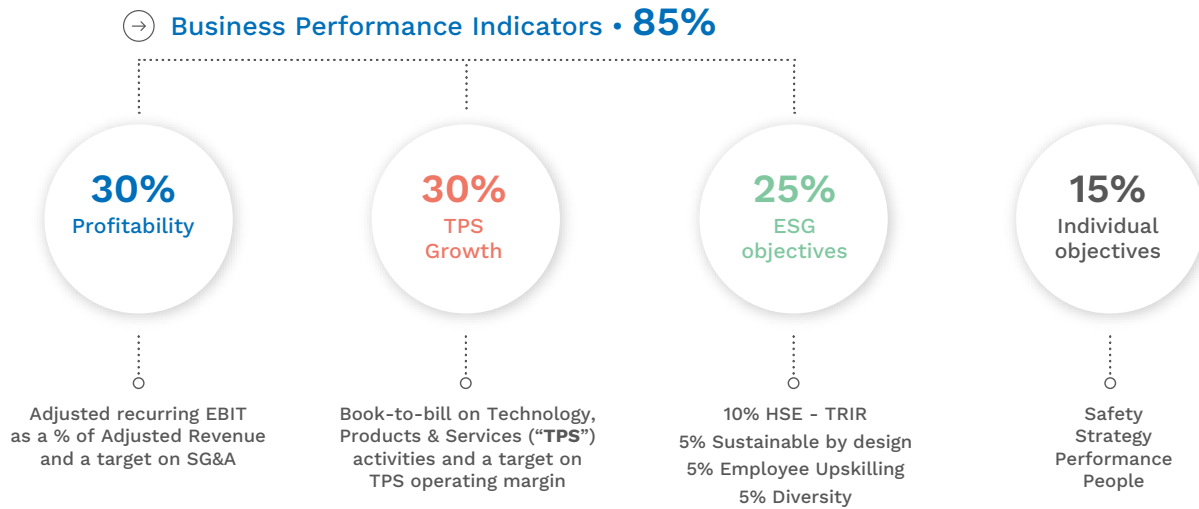 Business Performance Indicators • 85%
30%
Profitability
Adjusted recurring EBIT
as a % of Adjusted Revenue
and a target on SG&A
30%
TPS
Growth
Book-to-bill on Technology,
Products & Services (“TPS”)
activities and a target on
TPS operating margin
25%
ESG
objectives
10% HSE - TRIR
5% Sustainable by design
5% Employee Upskilling
5% Diversity
15%
Individual
objectives
Safety
Strategy
Performance
People